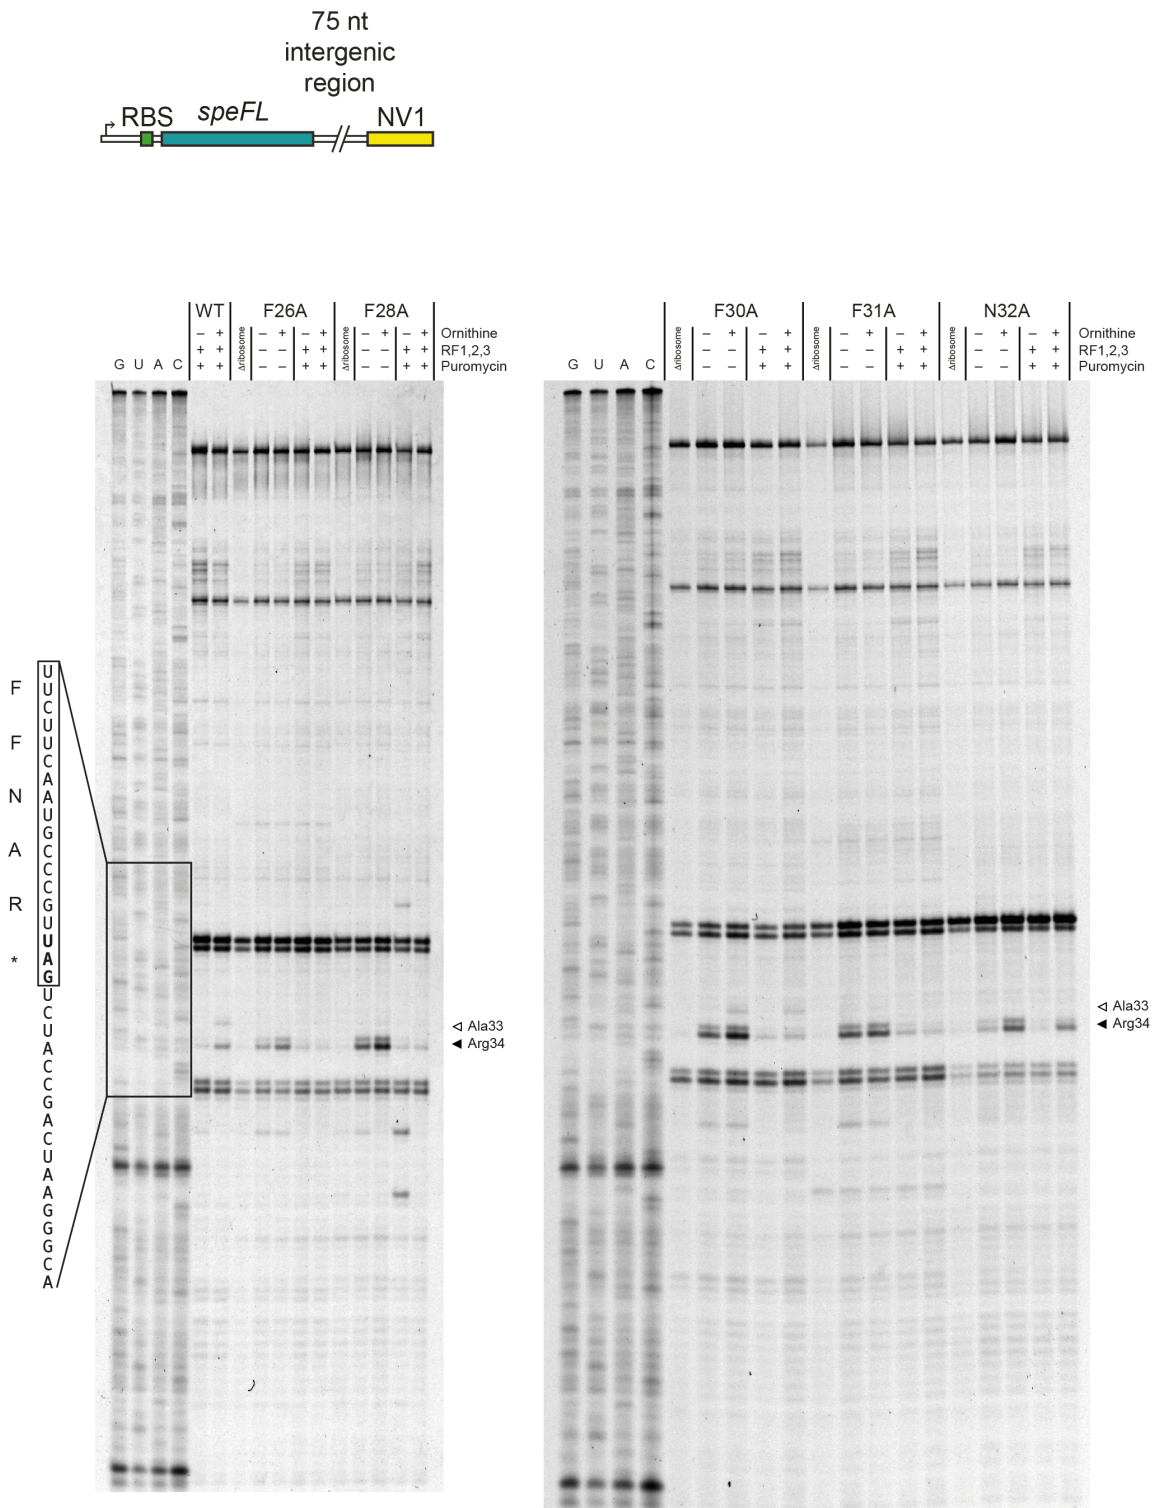 75 nt
intergenic
region
RBS speFL NV1
WT F26A F28A
Δribosome Δribosome
– + – + – + – + – + Ornithine
+ + – – + + – – + + RF1,2,3
G U A C + + – – + + – – + + Puromycin
F30A F31A N32A
Δribosome Δribosome Δribosome
– + – + – + – + – + – + Ornithine
– – + + – – + + – – + + RF1,2,3
G U A C – – + + – – + + – – + + Puromycin
U
F U
C
U
F U
C
A
N A
U
G
A C
C
C
R G
U
U
* A
G
U
C
U
A
C
C
G
A
C
U
A
A
G
G
G
C
A
Ala33
Arg34
Ala33
Arg34